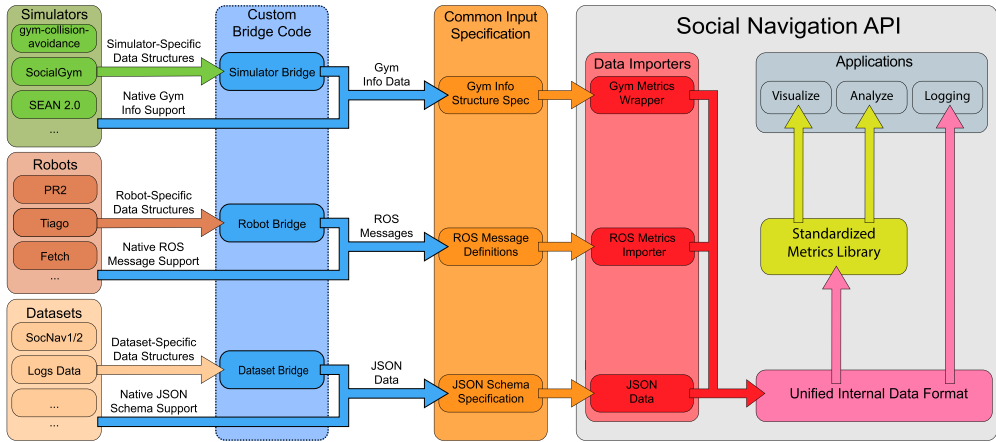 Simulators
gym-collision-
avoidance
SocialGym
SEAN 2.0
...
Simulator-Specific
Data Structures
Native Gym
Info Support
Robots
PR2
Tiago
Fetch
...
Robot-Specific
Data Structures
Native ROS
Message Support
Datasets
SocNav1/2
Logs Data
...
...
Dataset-Specific
Data Structures
Native JSON
Schema Support
Custom
Bridge Code
Simulator Bridge
Robot Bridge
Dataset Bridge
Gym
Info Data
ROS
Messages
JSON
Data
Common Input
Specification
Gym Info
Structure Spec
ROS Message
Definitions
JSON Schema
Specification
Social Navigation API
Data Importers
Gym Metrics
Wrapper
ROS Metrics
Importer
JSON
Data
Applications
Visualize
Analyze
Logging
Standardized
Metrics Library
Unified Internal Data Format